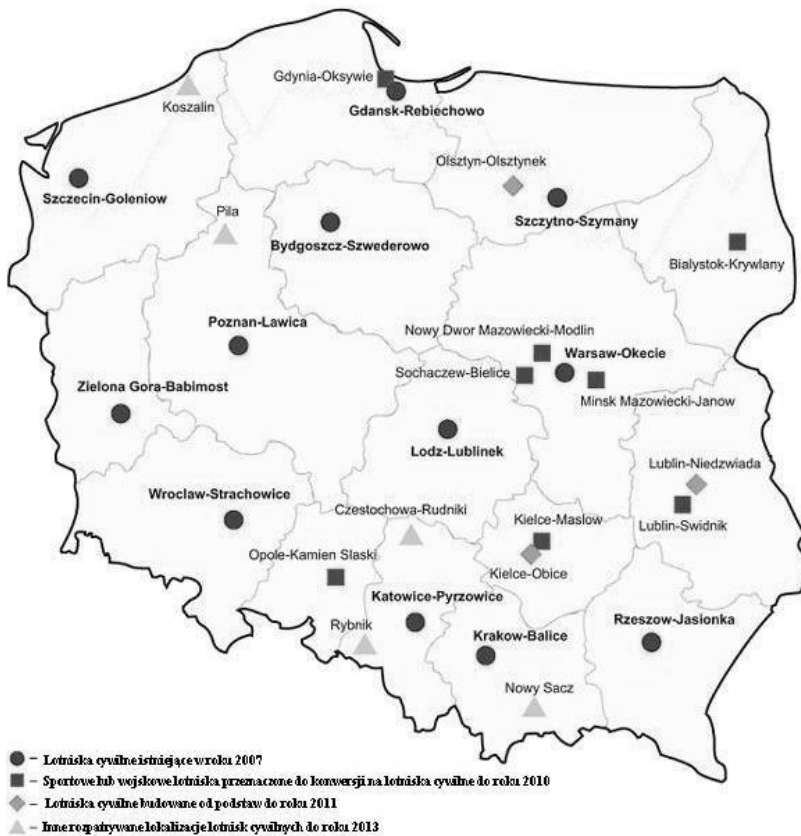 Gdynia-Oksywie
Koszalin
Gdansk-Rebiechowo
Olsztyn-Olsztynek
Szczecin-Goleniow
Szczytno-Szymany
Pila
Bydgoszcz-Szwederowo
Bialystok-Krywlany
Poznan-Lawica
Nowy Dwor Mazowiecki-Modlin
Warsaw-Okecie
Sochaczew-Bielice
Zielona Gora-Babimost
Minsk Mazowiecki-Janow
Lodz-Lublinek
Lublin-Niedzwiada
Wroclaw-Strachowice
Czestochowa-Rudniki
Kielce-Maslow
Lublin-Swidnik
Opole-Kamien Slaski
Kielce-Obice
Katowice-Pyrzowice
Rybnik
Krakow-Balice
Rzeszow-Jasionka
Nowy Sacz
– Lotniska cywilne istniejące w roku 2007
– Sportowe lub wojskowe lotniska przeznaczone do konwersji na lotniska cywilne do roku 2010
– Lotniska cywilne budowane od podstaw do roku 2011
– Inne rozpatrywane lokalizacje lotnisk cywilnych do roku 2013